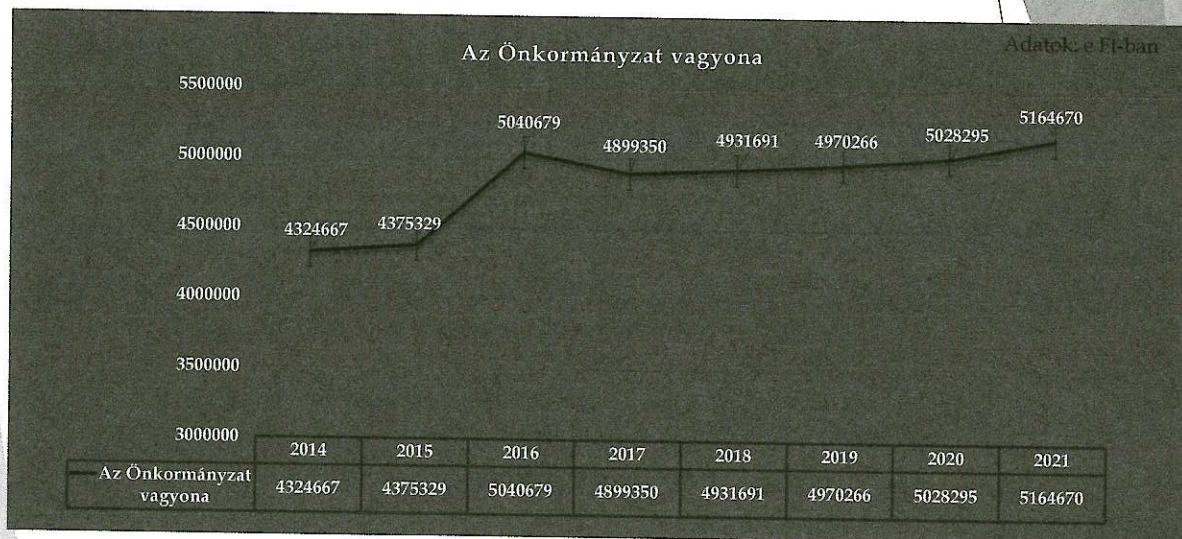 Az Önkormányzat vagyona
Adatok: e Ft-ban
5500000
5000000
4500000
4000000
3500000
3000000
4324667
4375329
5040679
4899350
4931691
4970266
5028295
5164670
2014 2015 2016 2017 2018 2019 2020 2021
Az Önkormányzat
vagyona
4324667 4375329 5040679 4899350 4931691 4970266 5028295 5164670